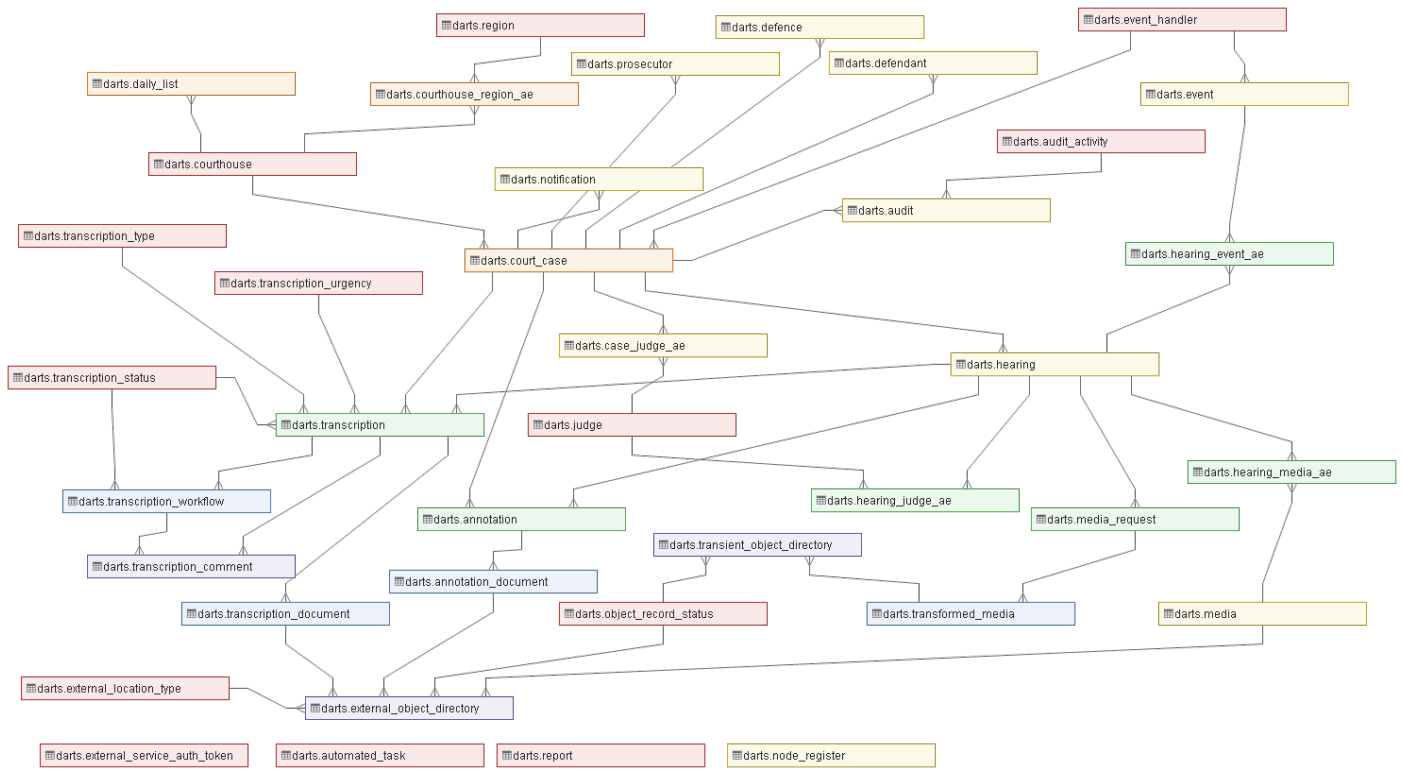 darts.region
darts.defence
darts.event_handler
darts.prosecutor
darts.defendant
darts.daily_list
darts.courthouse_region_ae
darts.event
darts.audit_activity
darts.courthouse
darts.notification
darts.audit
darts.transcription_type
darts.court_case
darts.hearing_event_ae
darts.transcription_urgency
darts.case_judge_ae
darts.hearing
darts.transcription_status
darts.transcription
darts.judge
darts.hearing_media_ae
darts.transcription_workflow
darts.hearing_judge_ae
darts.annotation
darts.media_request
darts.transient_object_directory
darts.transcription_comment
darts.annotation_document
darts.transcription_document
darts.object_record_status
darts.transformed_media
darts.media
darts.external_location_type
darts.external_object_directory
darts.external_service_auth_token
darts.automated_task
darts.report
darts.node_register